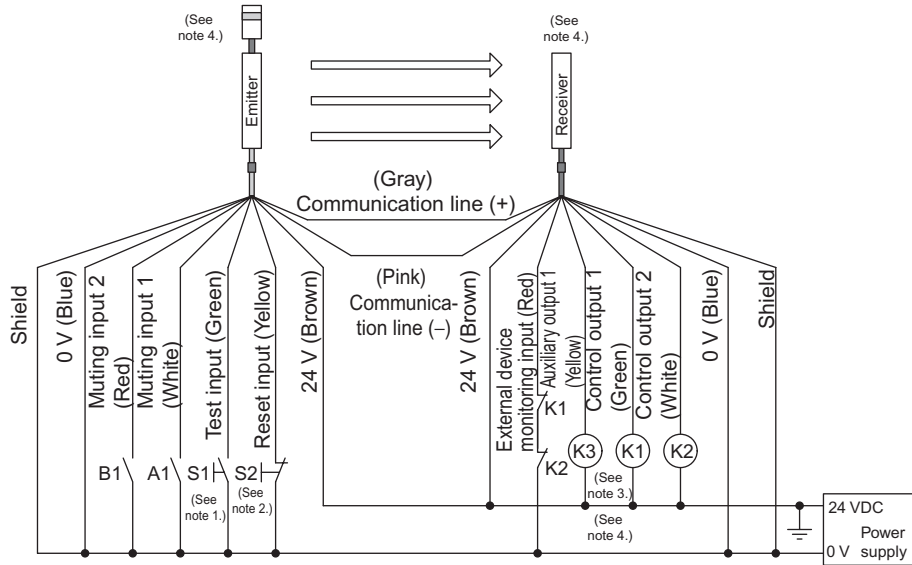 (See
note 4.)
Emitter
(See
note 4.)
Receiver
(Gray)
Communication line (+)
(Pink)
Communica-
tion line (–)
Shield
0 V (Blue)
Muting input 2
(Red)
Muting input 1
(White)
Test input (Green)
Reset input (Yellow)
24 V (Brown)
24 V (Brown)
External device
monitoring input (Red)
Auxiliary output 1
(Yellow)
Control output 1
(Green)
Control output 2
(White)
0 V (Blue)
Shield
B1
A1
S1
(See
note 1.)
S2
(See
note 2.)
K1
K2
K3
K1
K2
(See
note 3.)
(See
note 4.)
24 VDC
Power
supply
0 V